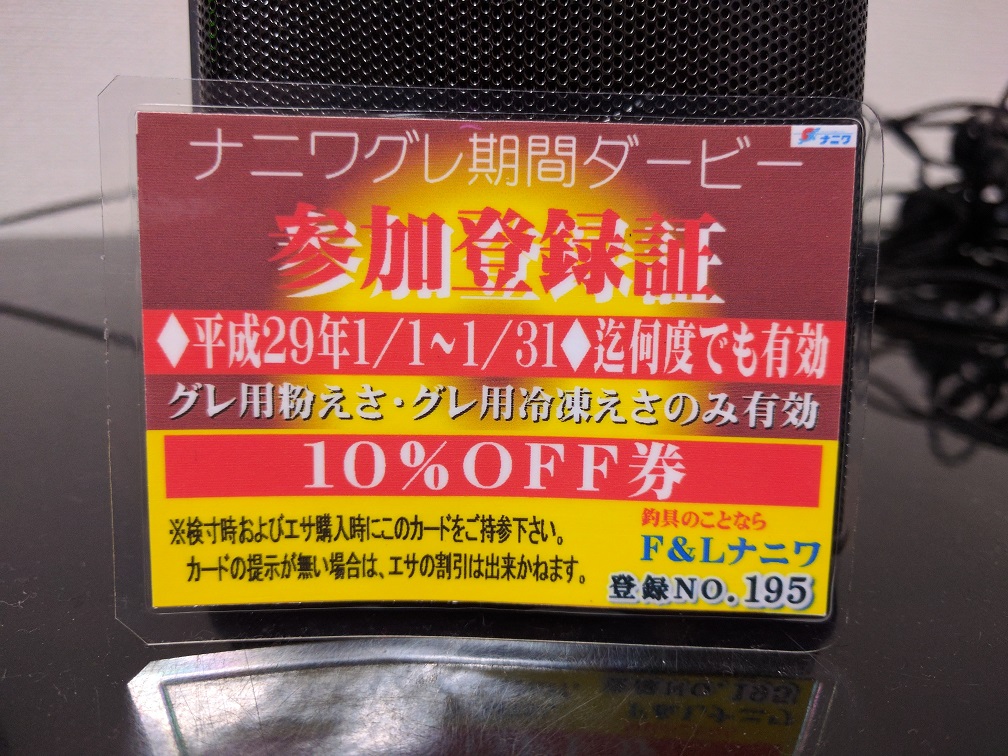 ナニワ
ナニワグレ期間ダービー
参加登録証
♦平成29年1/1~1/31♦迄何度でも有効
グレ用粉えさ・グレ用冷凍えさのみ有効
10%OFF券
※検寸時およびエサ購入時にこのカードをご持参下さい。
カードの提示が無い場合は、エサの割引は出来かねます。
釣具のことなら
F&Lナニワ
登録NO.195